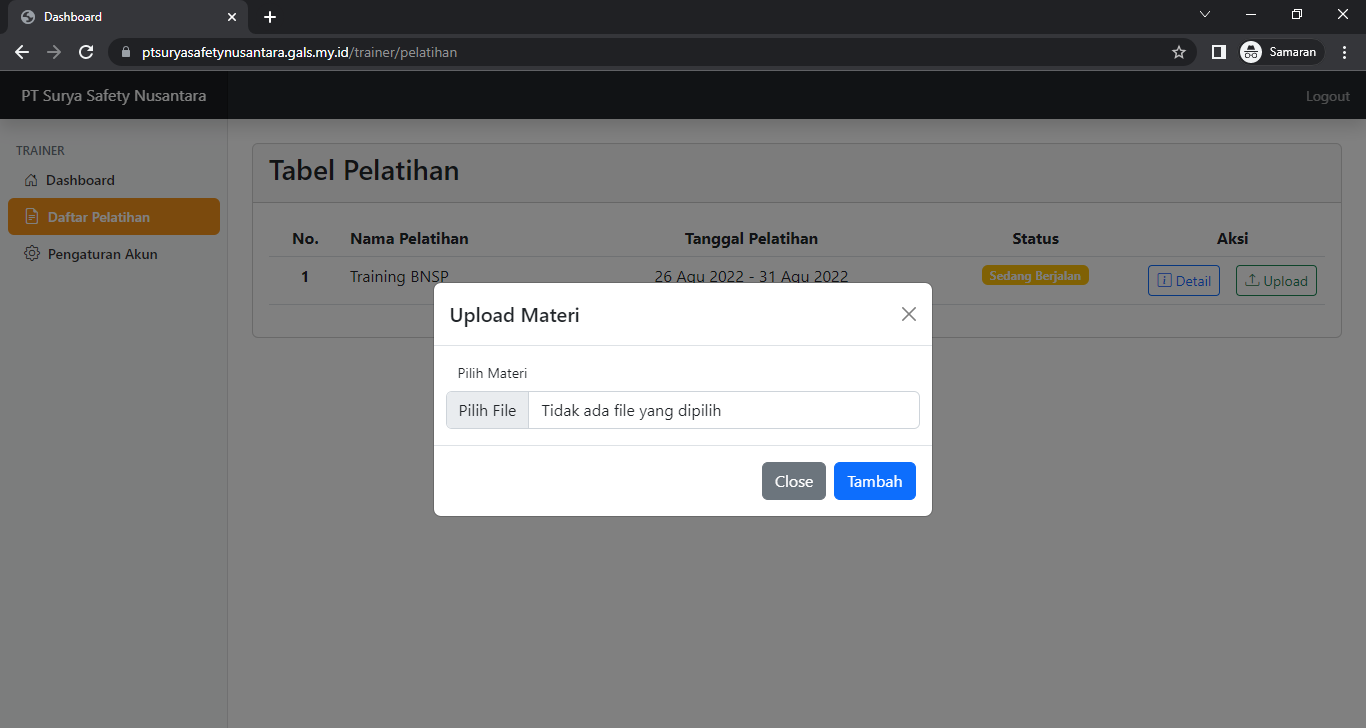 Dashboard
ptsuryasafetynusantara.gals.my.id/trainer/pelatihan
Samaran
PT Surya Safety Nusantara
Logout
TRAINER
Dashboard
Daftar Pelatihan
Pengaturan Akun
Tabel Pelatihan
No. Nama Pelatihan Tanggal Pelatihan Status Aksi
1 Training BNSP 26 Agu 2022 - 31 Agu 2022 Sedang Berjalan Detail Upload
Upload Materi
Pilih Materi
Pilih File Tidak ada file yang dipilih
Close Tambah